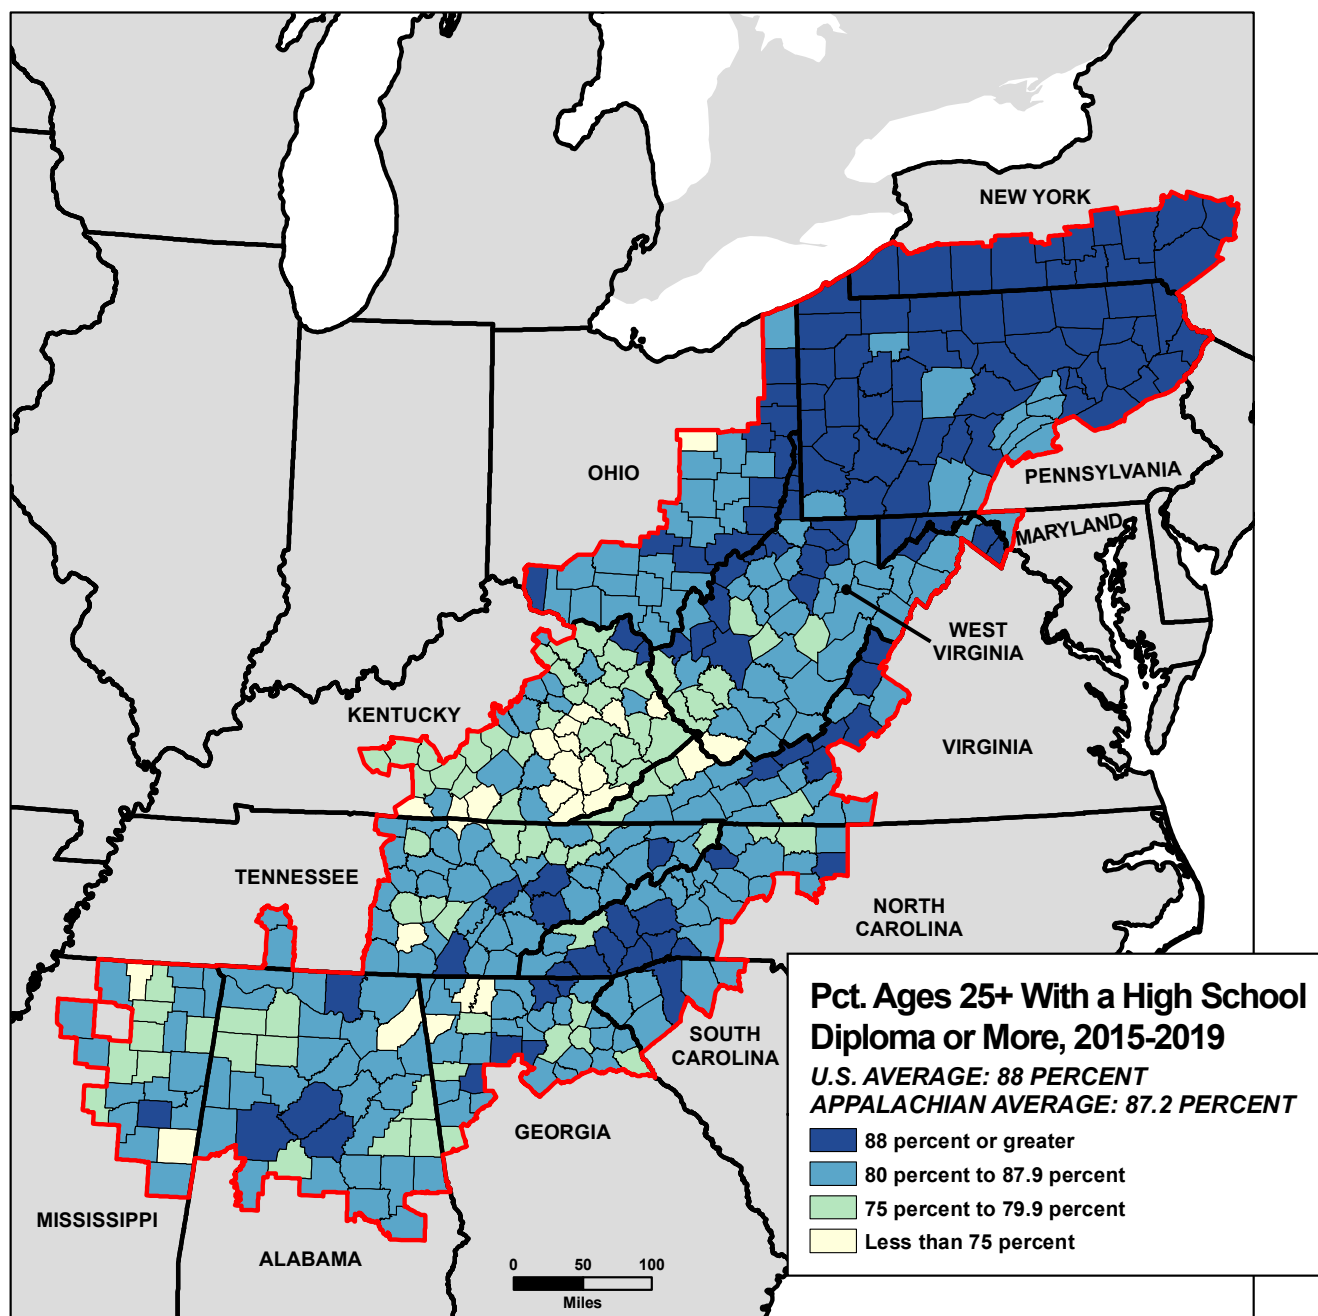 NEW YORK
OHIO
PENNSYLVANIA
MARYLAND
WEST
VIRGINIA
KENTUCKY
VIRGINIA
TENNESSEE
NORTH
CAROLINA
SOUTH
CAROLINA
GEORGIA
MISSISSIPPI
ALABAMA
0 50 100
Miles
Pct. Ages 25+ With a High School
Diploma or More, 2015-2019
U.S. AVERAGE: 88 PERCENT
APPALACHIAN AVERAGE: 87.2 PERCENT
88 percent or greater
80 percent to 87.9 percent
75 percent to 79.9 percent
Less than 75 percent